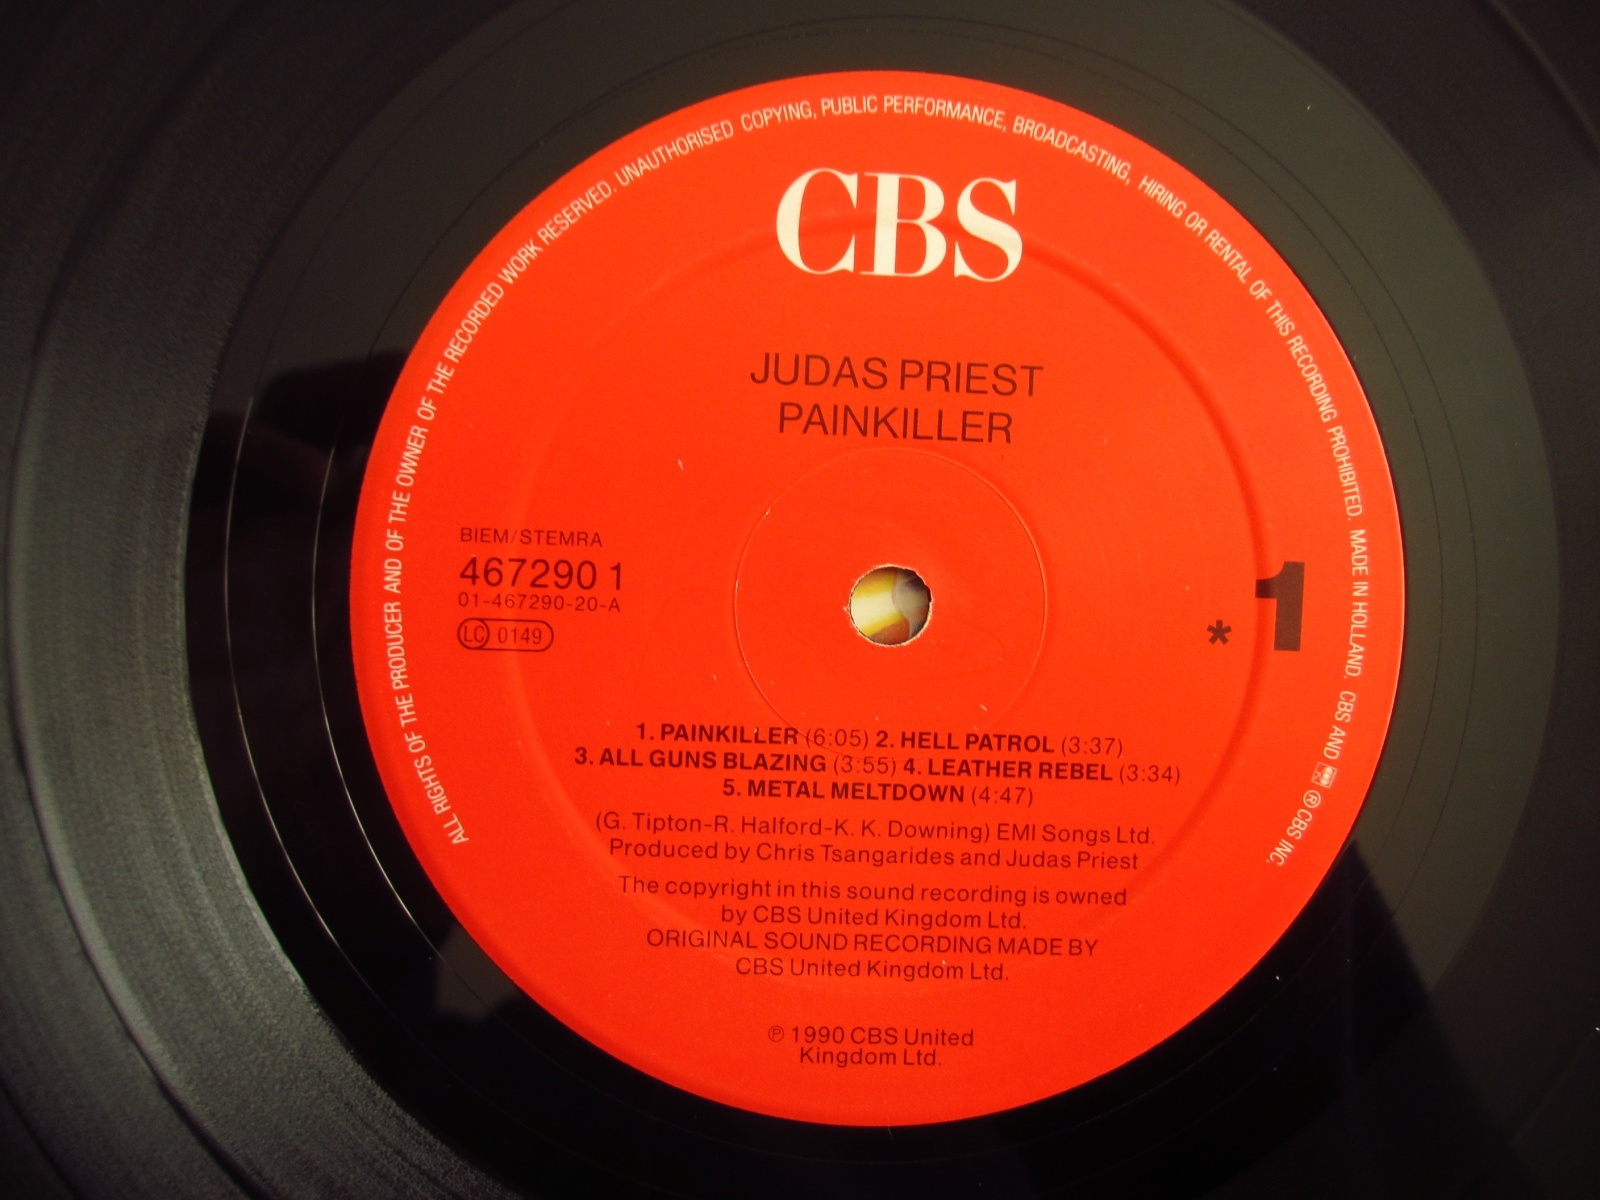 ALL RIGHTS OF THE PRODUCER AND OF THE OWNER OF THE RECORDED WORK RESERVED. UNAUTHORISED COPYING, PUBLIC PERFORMANCE, BROADCASTING, HIRING OR RENTAL OF THIS RECORDING PROHIBITED. MADE IN HOLLAND. CBS AND ® CBS INC.
CBS
JUDAS PRIEST
PAINKILLER
BIEM/STEMRA
467290 1
01-467290-20-A
LC 0149
* 1
1. PAINKILLER (6:05) 2. HELL PATROL (3:37)
3. ALL GUNS BLAZING (3:55) 4. LEATHER REBEL (3:34)
5. METAL MELTDOWN (4:47)
(G. Tipton-R. Halford-K. K. Downing) EMI Songs Ltd.
Produced by Chris Tsangarides and Judas Priest
The copyright in this sound recording is owned
by CBS United Kingdom Ltd.
ORIGINAL SOUND RECORDING MADE BY
CBS United Kingdom Ltd.
℗ 1990 CBS United
Kingdom Ltd.